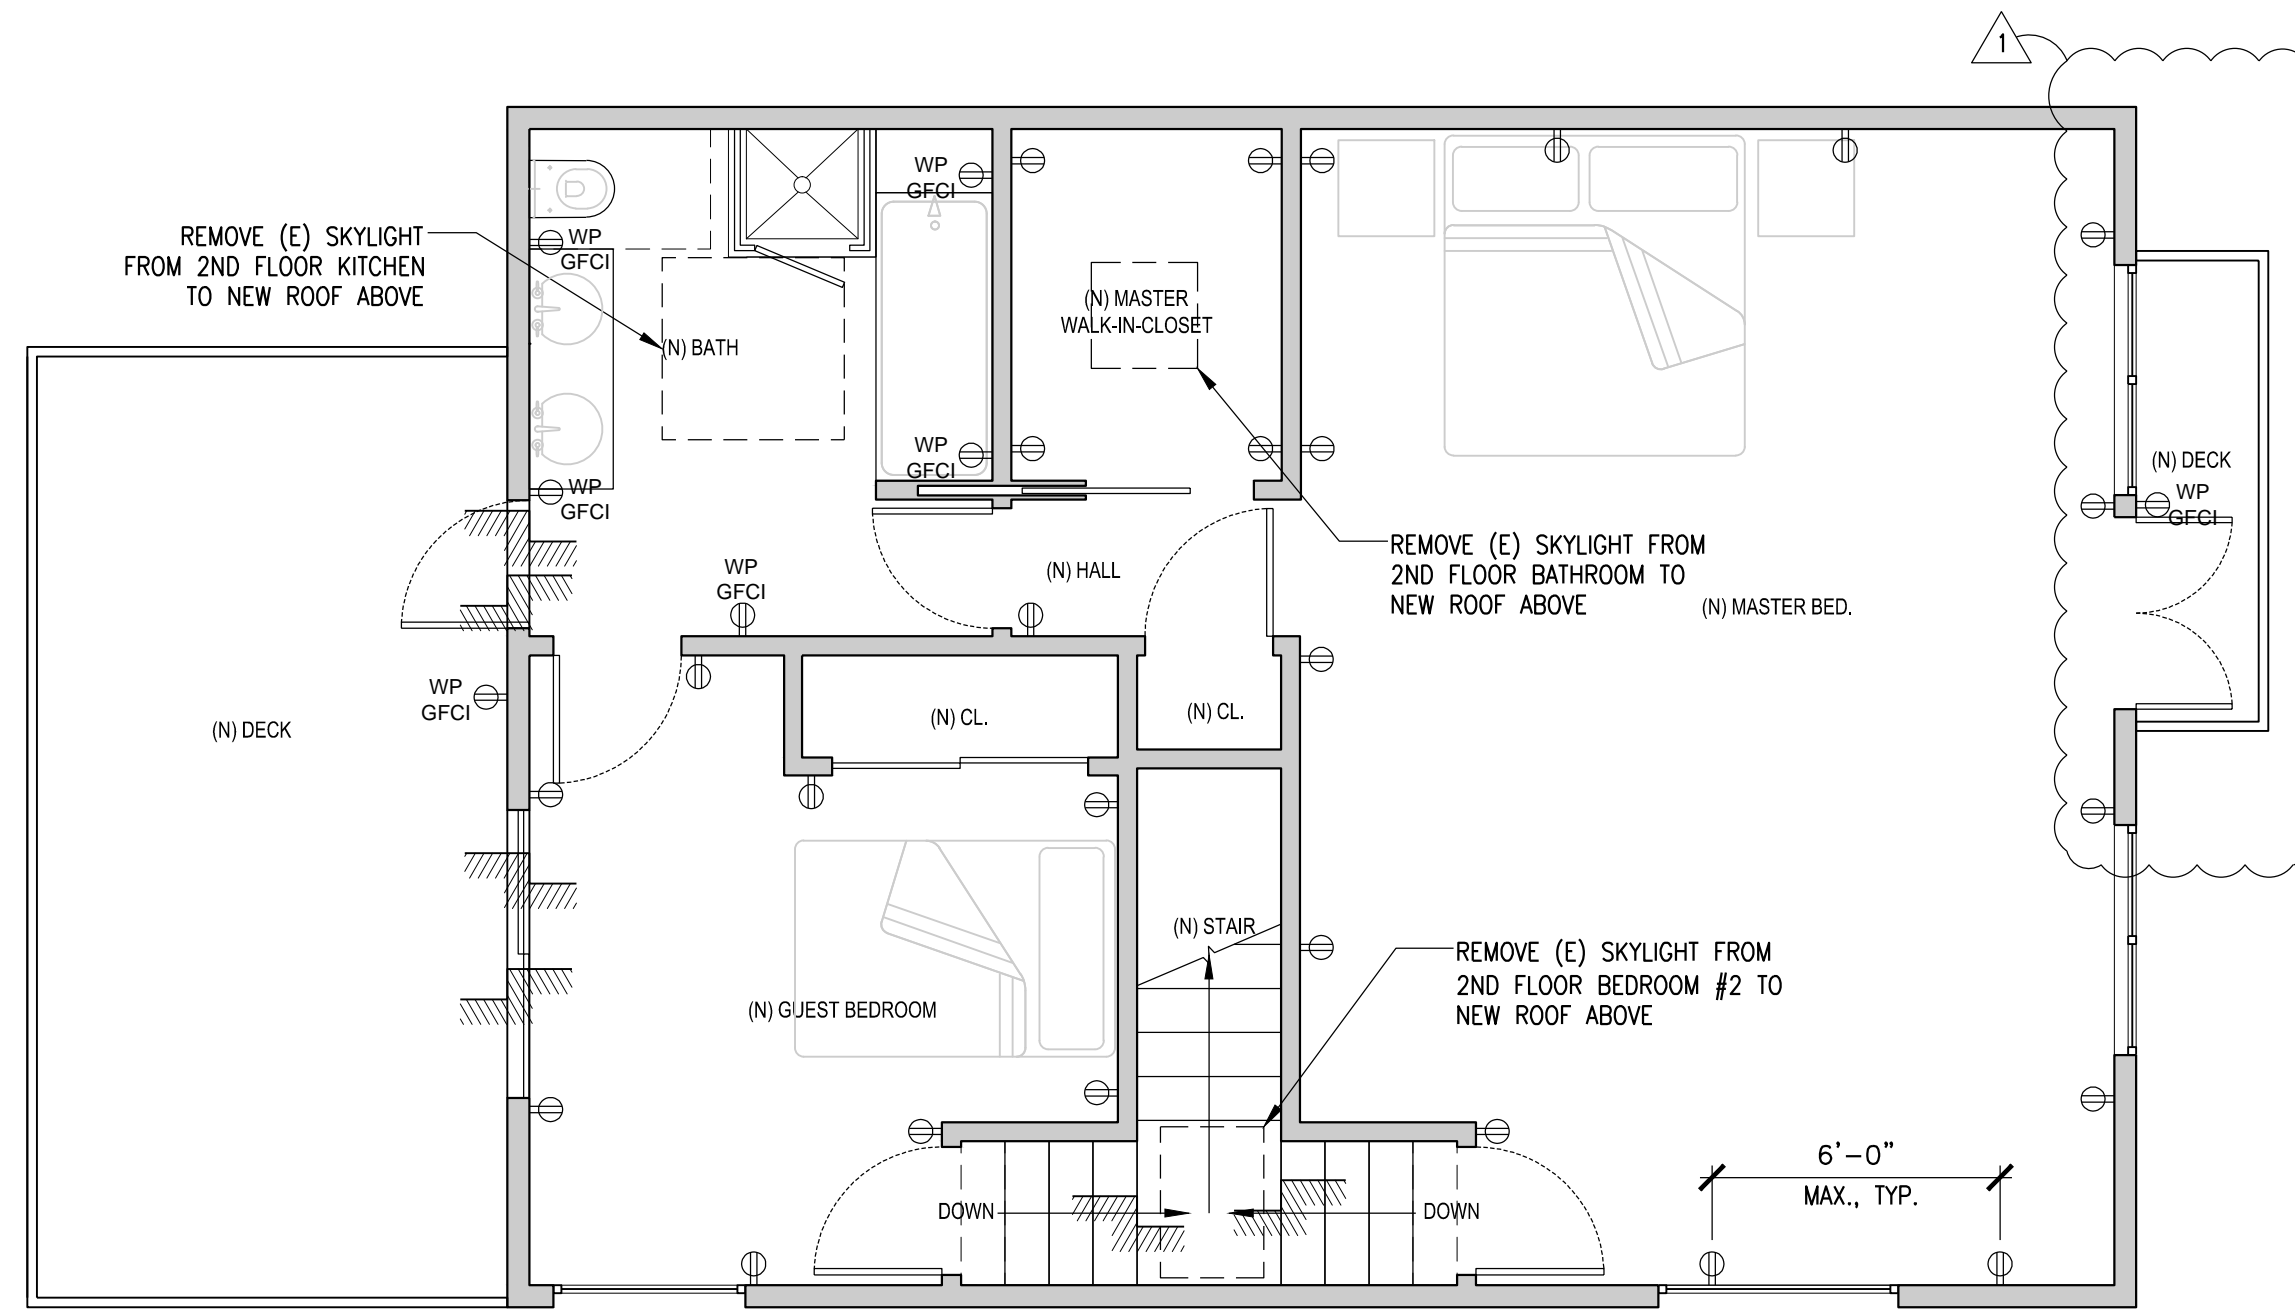 1
WP
GFCI
REMOVE (E) SKYLIGHT
FROM 2ND FLOOR KITCHEN
TO NEW ROOF ABOVE
WP
GFCI
(N) MASTER
WALK-IN-CLOSET
(N) BATH
WP
GFCI
(N) DECK
WP
GFCI
WP
GFCI
REMOVE (E) SKYLIGHT FROM
2ND FLOOR BATHROOM TO
NEW ROOF ABOVE
WP
GFCI
(N) HALL
(N) MASTER BED.
WP
GFCI
(N) DECK
(N) CL.
(N) CL.
(N) STAIR
REMOVE (E) SKYLIGHT FROM
2ND FLOOR BEDROOM #2 TO
NEW ROOF ABOVE
(N) GUEST BEDROOM
6'-0"
MAX., TYP.
DOWN
DOWN